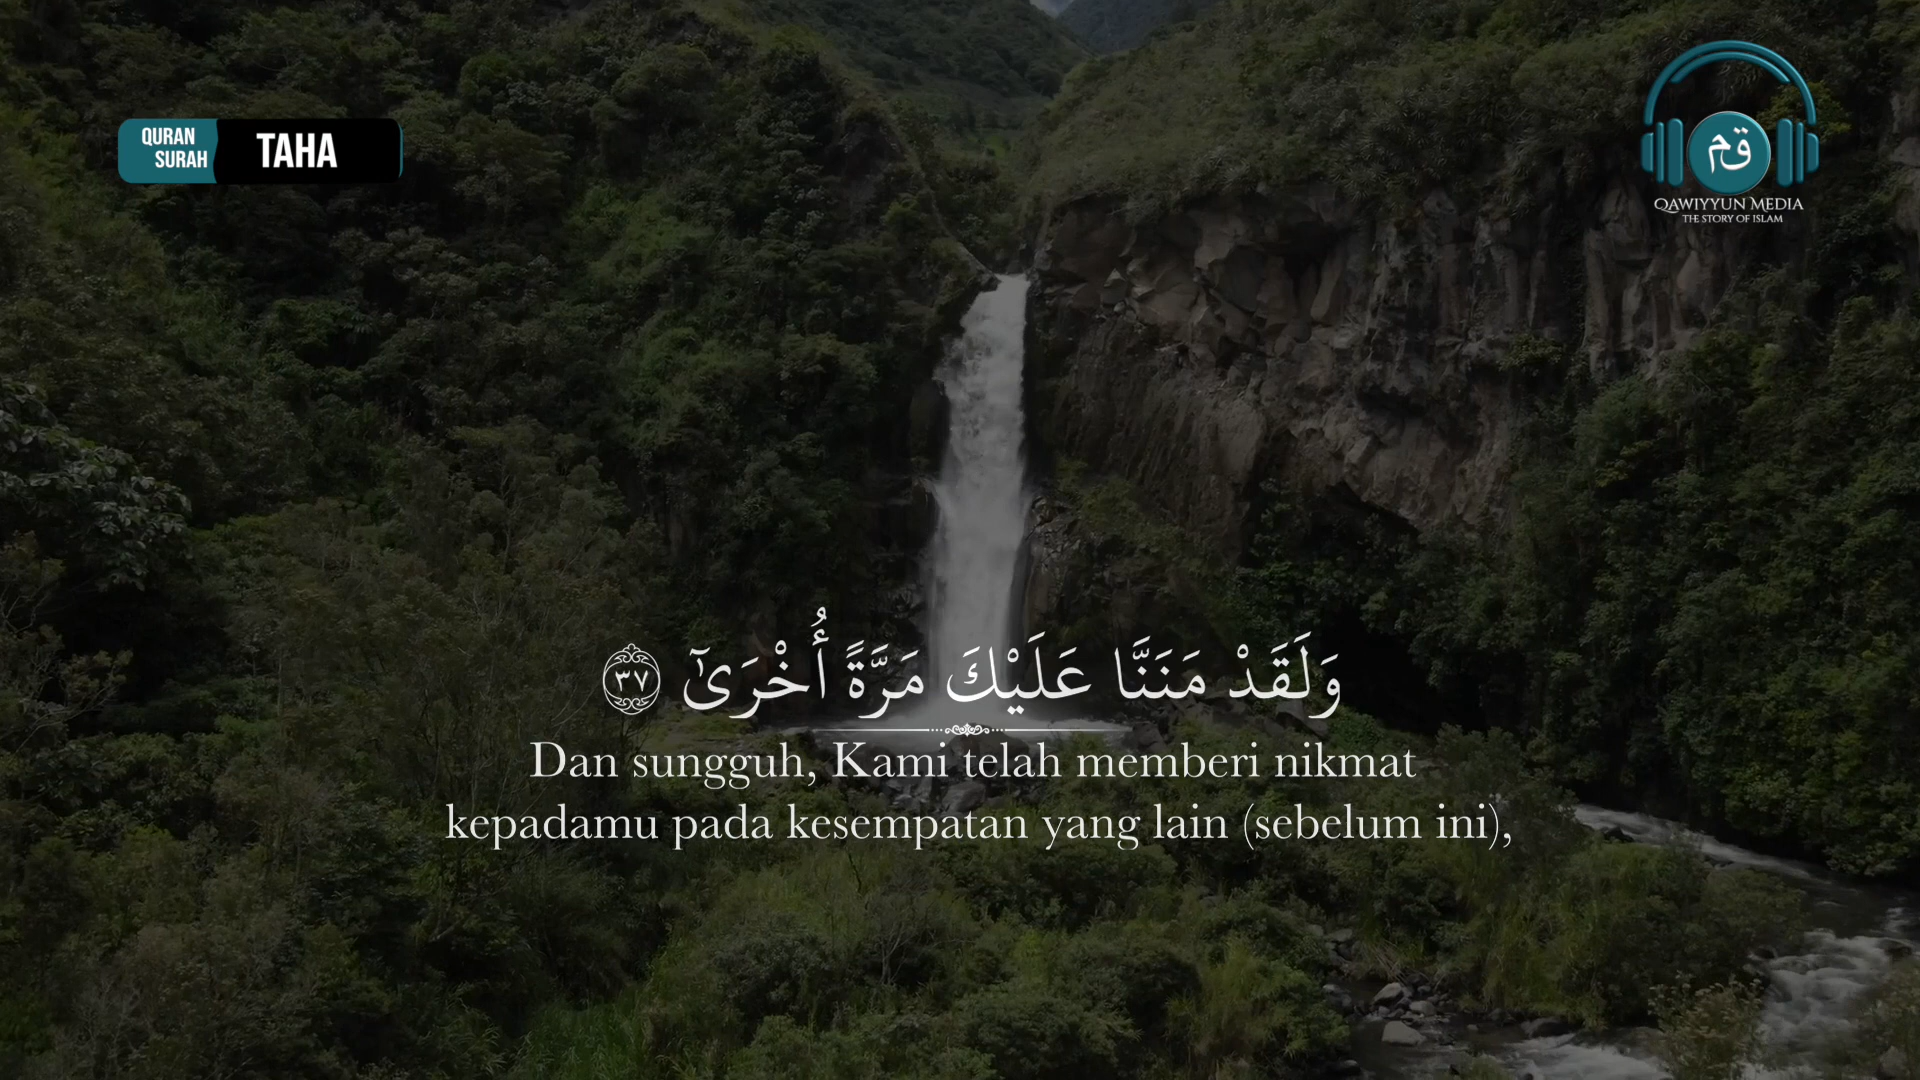 QURAN
SURAH
TAHA
قم
QAWIYYUN MEDIA
THE STORY OF ISLAM
وَلَقَدْ مَنَنَّا عَلَيْكَ مَرَّةً أُخْرَىٰٓ ٣٧
Dan sungguh, Kami telah memberi nikmat
kepadamu pada kesempatan yang lain (sebelum ini),